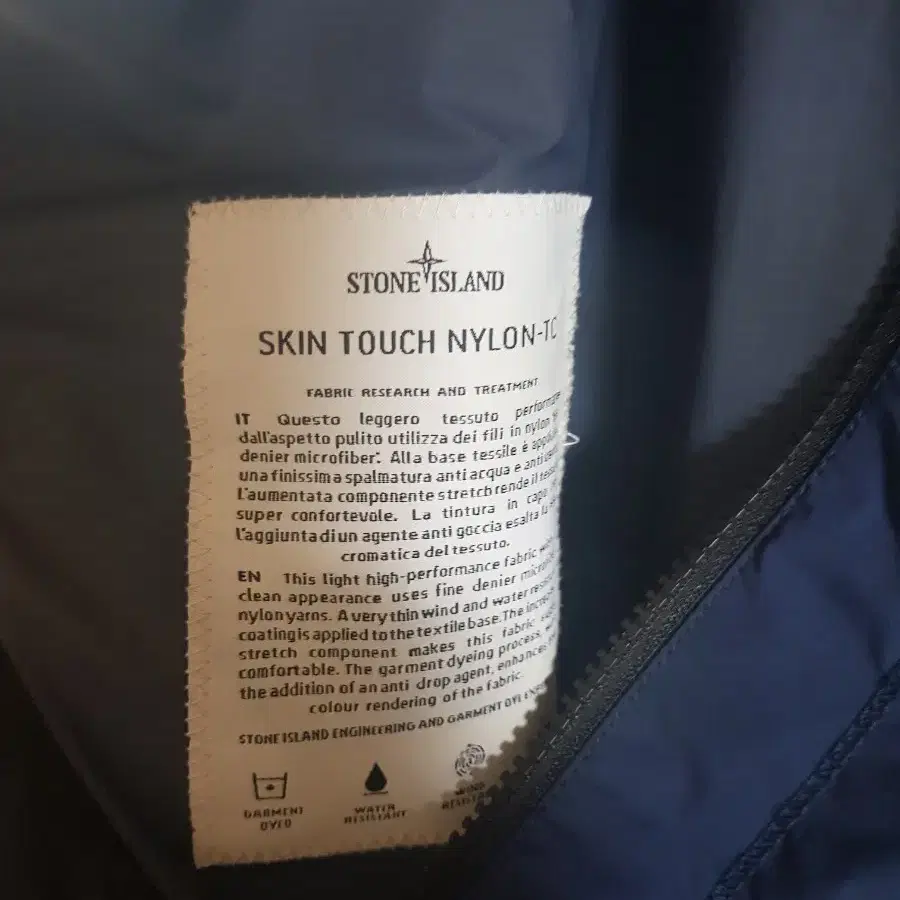 STONE ISLAND
SKIN TOUCH NYLON-TC
FABRIC RESEARCH AND TREATMENT
IT Questo leggero tessuto
dall'aspetto pulito utilizza dei fili in nylon
denier microfiber. Alla base tessile è
una finissima spalmatura anti acqua e anti
L'aumentata componente stretch rende il
super confortevole. La tintura in capo
l'aggiunta di un agente anti goccia esalta la
cromatica del tessuto.
EN This light high-performance fabric
clean appearance uses fine denier
nylon yarns. A very thin wind and water
coating is applied to the textile base. The
stretch component makes this fabric
comfortable. The garment dyeing process,
the addition of an anti drop agent, enhances
colour rendering of the fabric.
STONE ISLAND ENGINEERING AND GARMENT DYE
GARMENT
DYED
WATER
RESISTANT
WIND